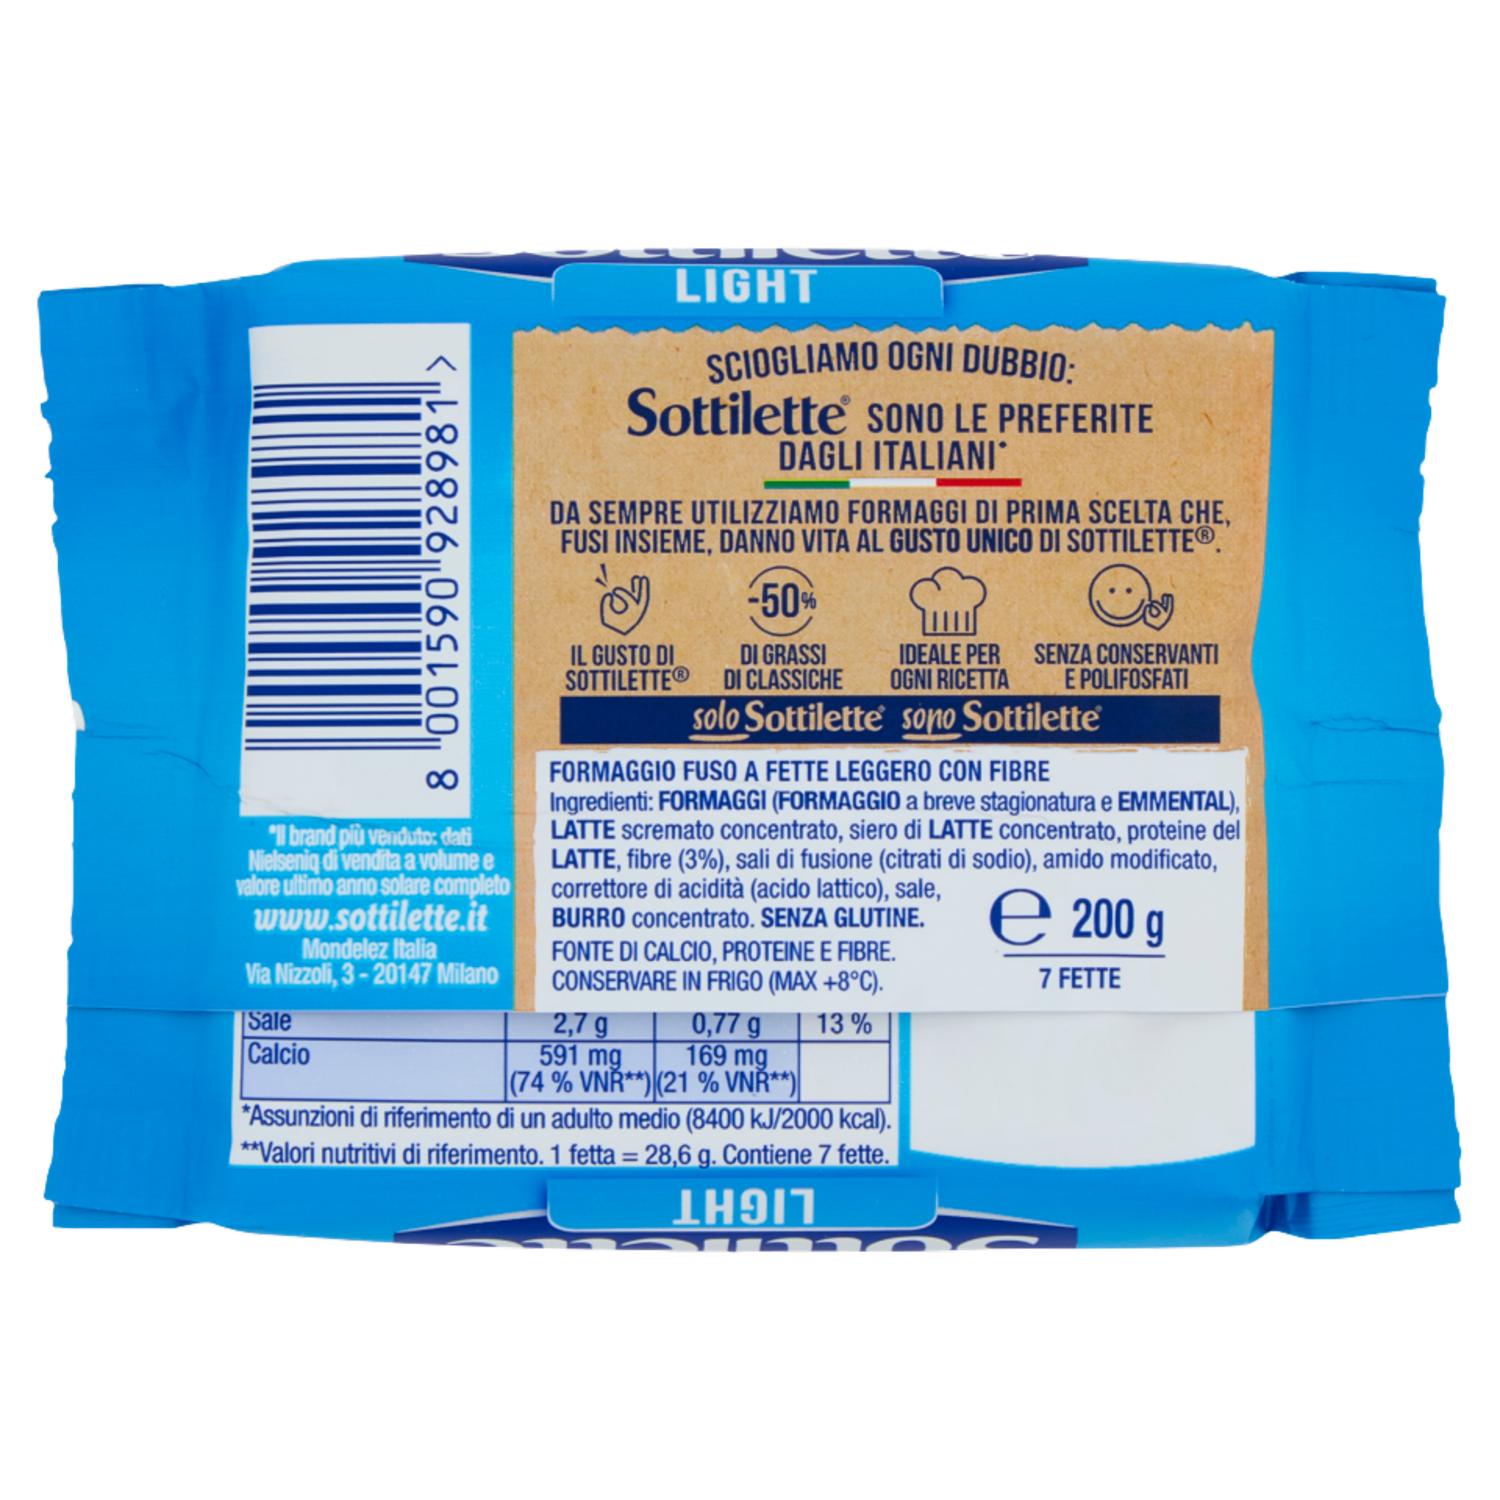 LIGHT
SCIOGLIAMO OGNI DUBBIO:
Sottilette® SONO LE PREFERITE
DAGLI ITALIANI*
DA SEMPRE UTILIZZIAMO FORMAGGI DI PRIMA SCELTA CHE,
FUSI INSIEME, DANNO VITA AL GUSTO UNICO DI SOTTILETTE®.
IL GUSTO DI
SOTTILETTE®
-50%
DI GRASSI
DI CLASSICHE
IDEALE PER
OGNI RICETTA
SENZA CONSERVANTI
E POLIFOSFATI
solo Sottilette® sono Sottilette®
FORMAGGIO FUSO A FETTE LEGGERO CON FIBRE
Ingredienti: FORMAGGI (FORMAGGIO a breve stagionatura e EMMENTAL),
LATTE scremato concentrato, siero di LATTE concentrato, proteine del
LATTE, fibre (3%), sali di fusione (citrati di sodio), amido modificato,
correttore di acidità (acido lattico), sale,
BURRO concentrato. SENZA GLUTINE.
FONTE DI CALCIO, PROTEINE E FIBRE.
CONSERVARE IN FRIGO (MAX +8°C).
℮ 200 g
7 FETTE
8 001590 928981 >
*Il brand più venduto: dati
Nielseniq di vendita a volume e
valore ultimo anno solare completo
www.sottilette.it
Mondelez Italia
Via Nizzoli, 3 - 20147 Milano
Sale 2,7 g 0,77 g 13 %
Calcio 591 mg 169 mg
(74 % VNR**) (21 % VNR**)
*Assunzioni di riferimento di un adulto medio (8400 kJ/2000 kcal).
**Valori nutritivi di riferimento. 1 fetta = 28,6 g. Contiene 7 fette.
LIGHT
Sottilette